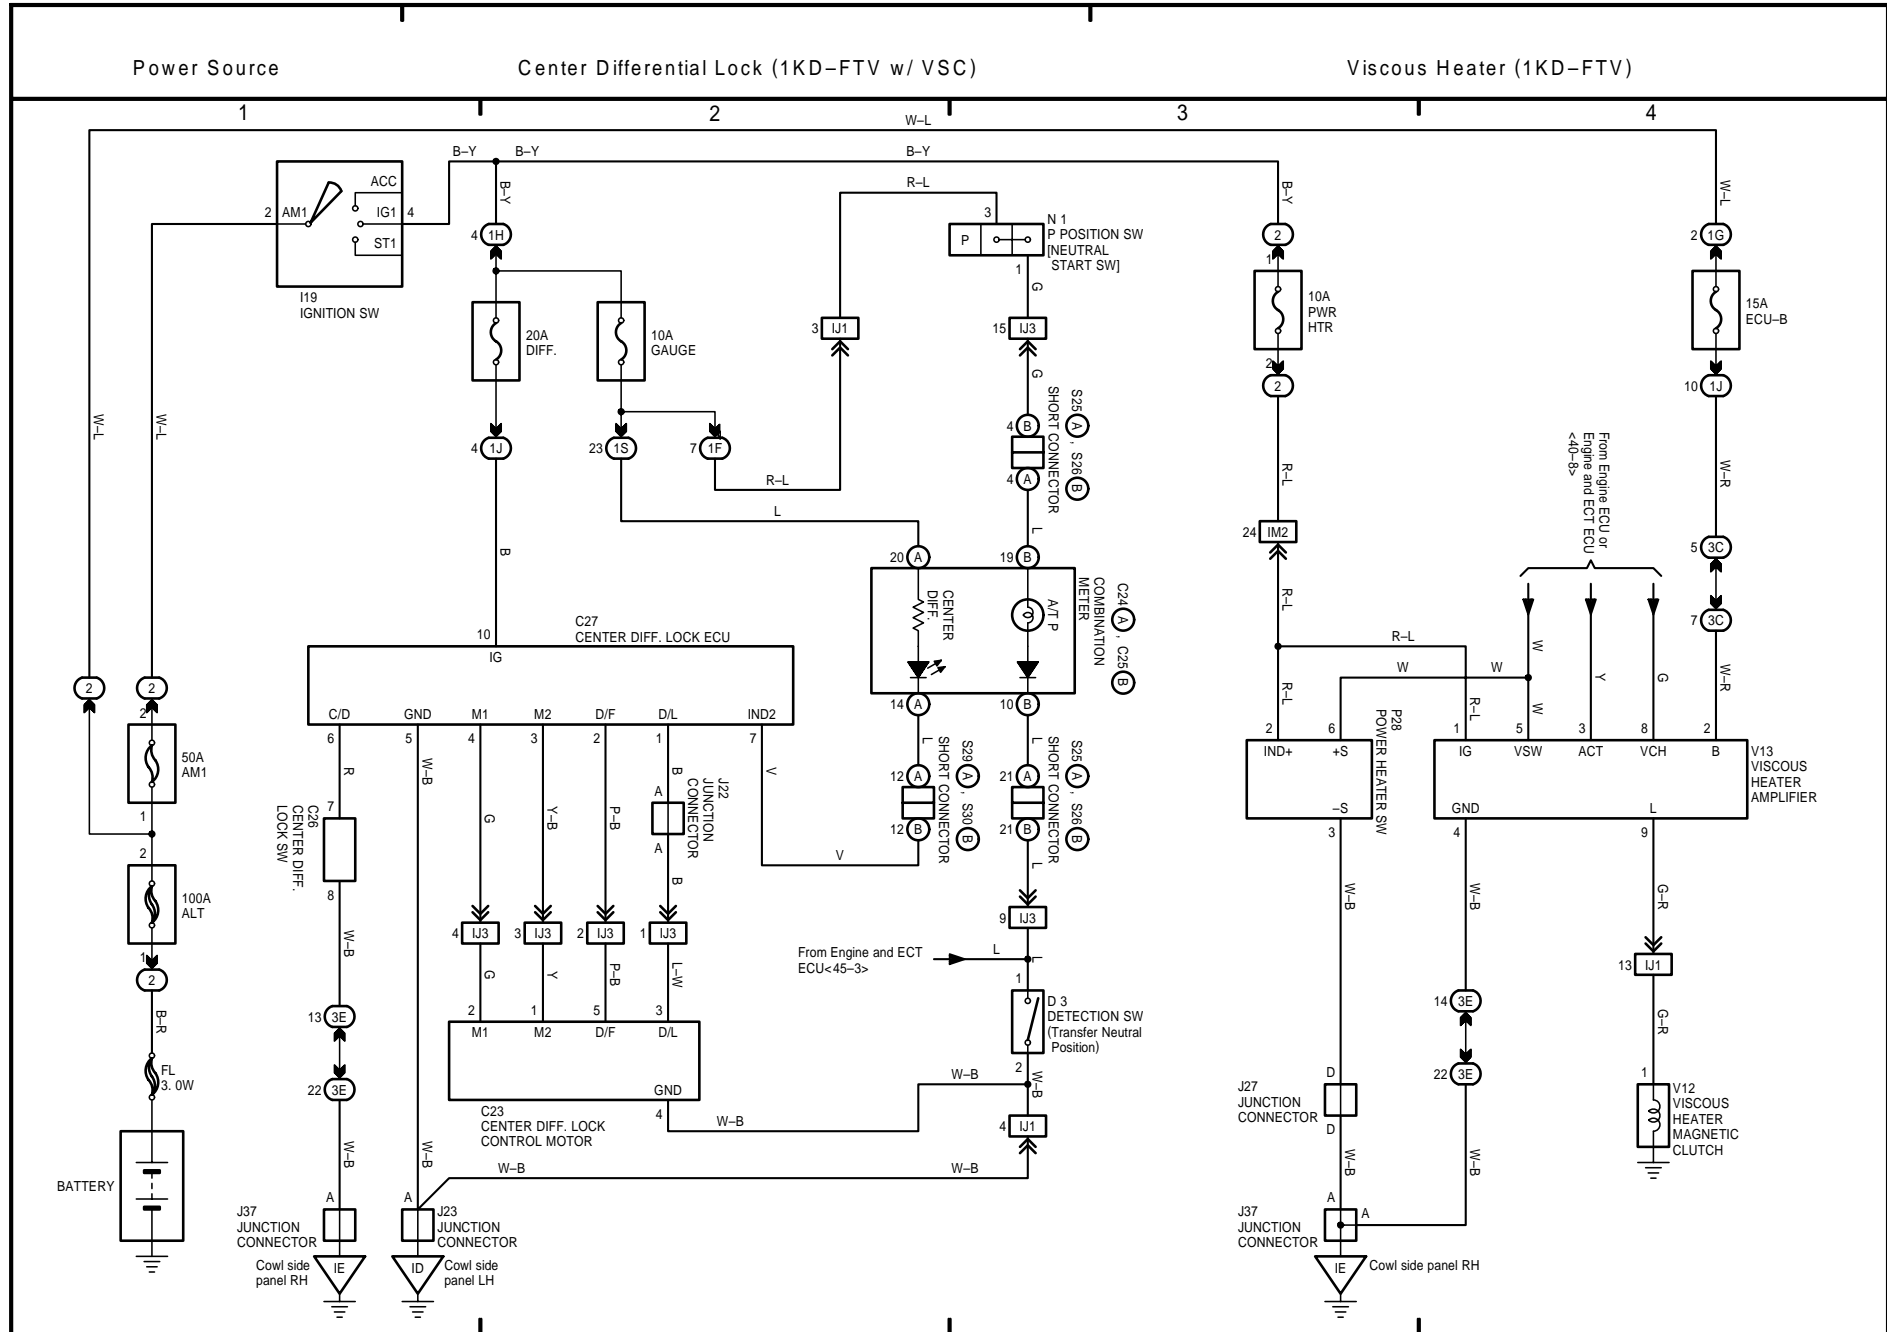 Power Source
Center Differential Lock (1KD–FTV w/ VSC)
Viscous Heater (1KD–FTV)
1
2
3
4
W–L
B–Y
B–Y
B–Y
R–L
ACC
2
AM1
IG1
4
ST1
I19
IGNITION SW
B–Y
4
1H
20A
DIFF.
10A
GAUGE
4
1J
23
1S
7
1F
R–L
L
B
3
IJ1
3
N 1
P POSITION SW
[NEUTRAL
START SW]
P
1
G
15
IJ3
G
4
B
4
A
S25 A , S26 B
SHORT CONNECTOR
L
20
A
19
B
CENTER
DIFF.
A/T P
C24 A , C25 B
COMBINATION
METER
14
A
10
B
L
L
12
A
12
B
S29 A , S30 B
SHORT CONNECTOR
21
A
21
B
S25 A , S26 B
SHORT CONNECTOR
L
9
IJ3
From Engine and ECT
ECU<45–3>
L
L
1
D 3
DETECTION SW
(Transfer Neutral
Position)
2
W–B
W–B
W–B
4
IJ1
W–B
W–B
W–L
W–L
2
2
2
50A
AM1
1
2
100A
ALT
1
2
B–R
FL
3. 0W
BATTERY
C27
CENTER DIFF. LOCK ECU
10
IG
C/D
GND
M1
M2
D/F
D/L
IND2
6
5
4
3
2
1
7
R
W–B
G
Y–B
P–B
B
V
V
7
C26
CENTER DIFF.
LOCK SW
8
W–B
13
3E
22
3E
W–B
A
J37
JUNCTION
CONNECTOR
Cowl side
panel RH
IE
W–B
A
J23
JUNCTION
CONNECTOR
ID
Cowl side
panel LH
A
J22
JUNCTION
CONNECTOR
A
B
4
IJ3
3
IJ3
2
IJ3
1
IJ3
G
Y
P–B
L–W
2
1
5
3
M1
M2
D/F
D/L
GND
4
C23
CENTER DIFF. LOCK
CONTROL MOTOR
B–Y
2
1
10A
PWR
HTR
2
2
R–L
24
IM2
R–L
R–L
R–L
R–L
W
W
2
6
IND+
+S
–S
3
P28
POWER HEATER SW
W–B
D
J27
JUNCTION
CONNECTOR
D
W–B
A
A
J37
JUNCTION
CONNECTOR
IE
Cowl side panel RH
From Engine ECU or
Engine and ECT ECU
<40–8>
W
W
Y
G
1
5
3
8
2
IG
VSW
ACT
VCH
B
GND
L
V13
VISCOUS
HEATER
AMPLIFIER
4
9
W–B
14
3E
22
3E
W–B
G–R
13
IJ1
G–R
1
V12
VISCOUS
HEATER
MAGNETIC
CLUTCH
W–L
2
1G
15A
ECU–B
10
1J
W–R
5
3C
7
3C
W–R